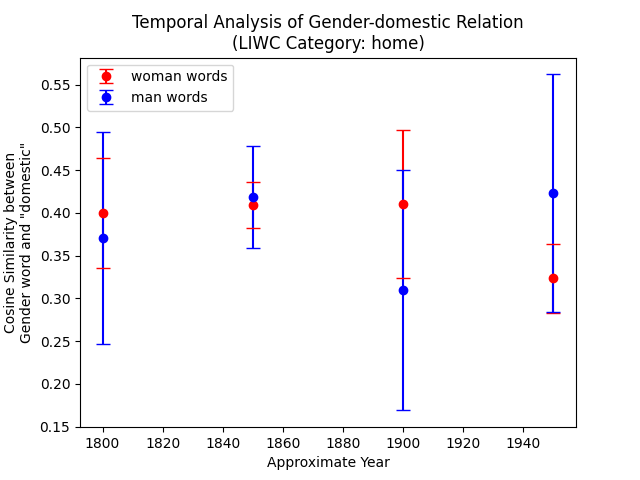 Temporal Analysis of Gender-domestic Relation
(LIWC Category: home)
woman words
man words
Cosine Similarity between
Gender word and "domestic"
0.55
0.50
0.45
0.40
0.35
0.30
0.25
0.20
0.15
1800
1820
1840
1860
1880
1900
1920
1940
Approximate Year